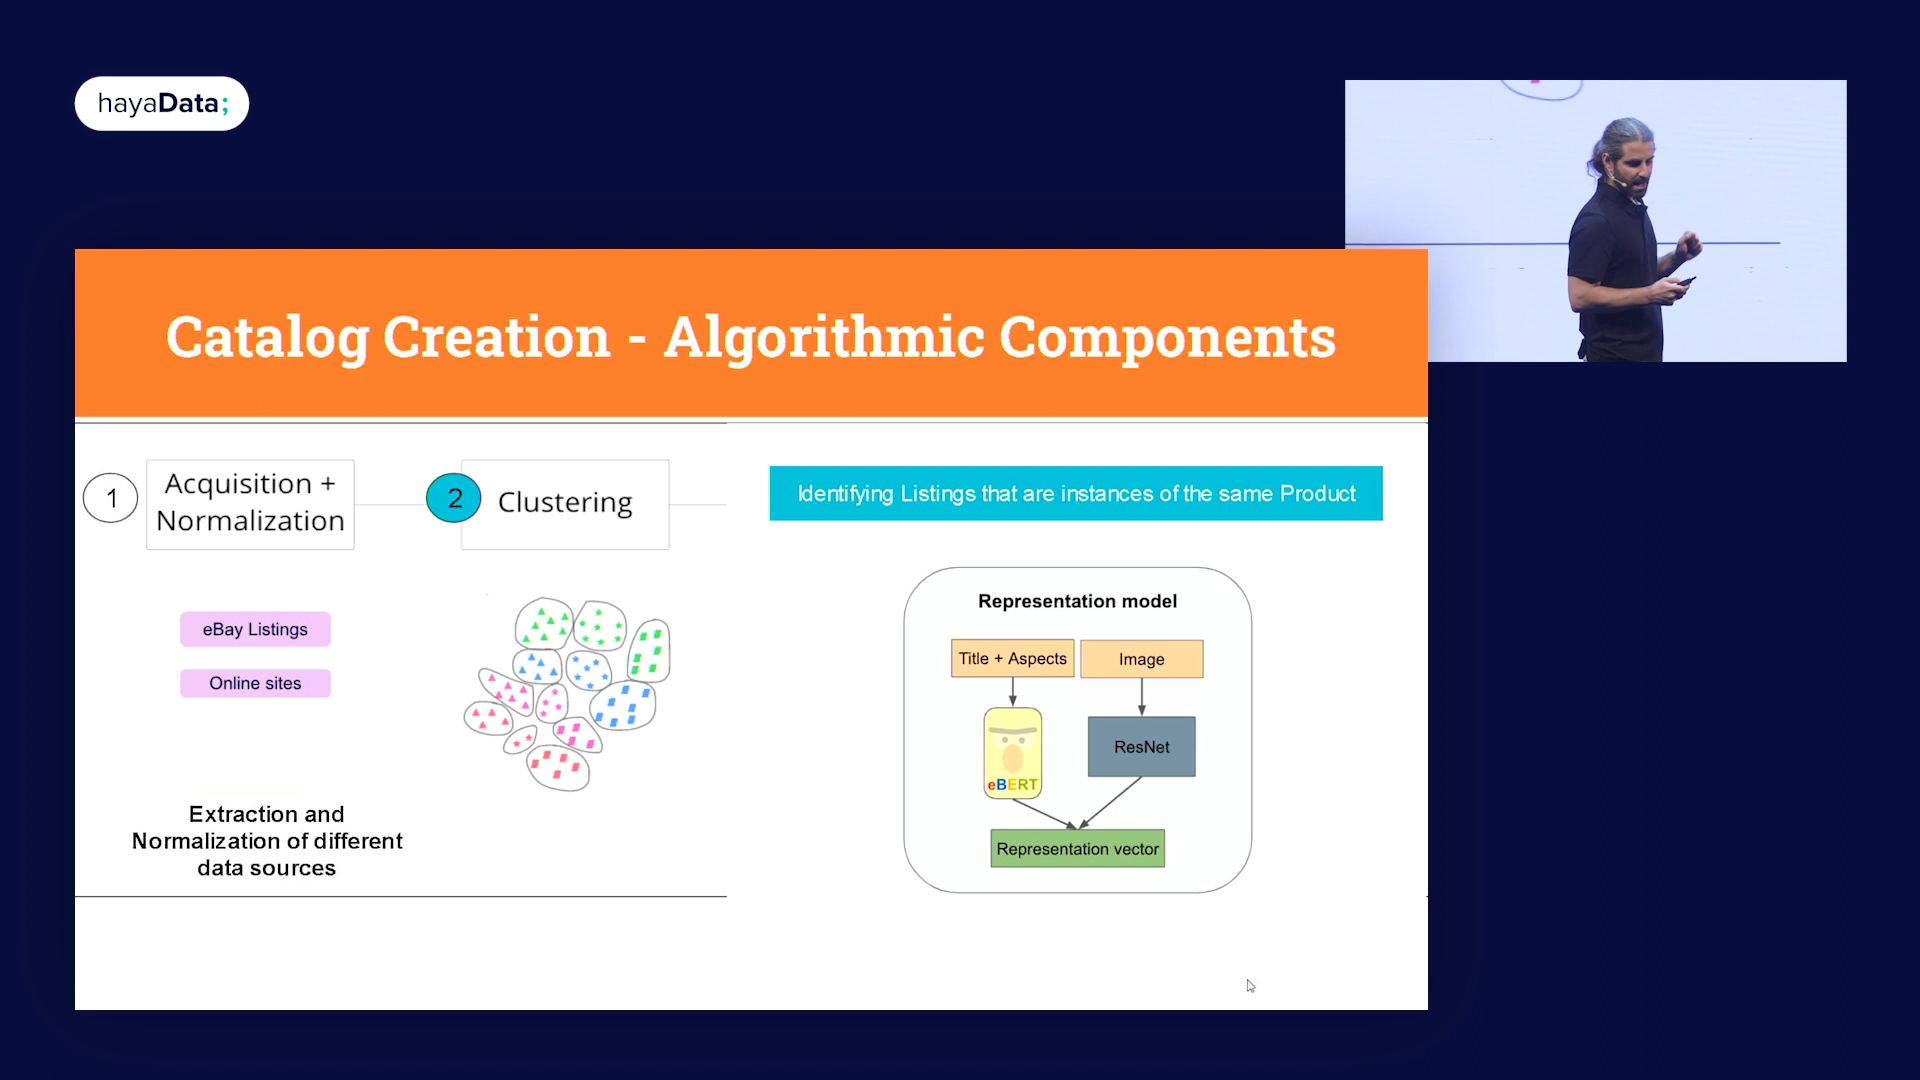 hayaData;
Catalog Creation - Algorithmic Components
1
Acquisition +
Normalization
2
Clustering
Identifying Listings that are instances of the same Product
eBay Listings
Online sites
Extraction and
Normalization of different
data sources
Representation model
Title + Aspects
Image
eBERT
ResNet
Representation vector